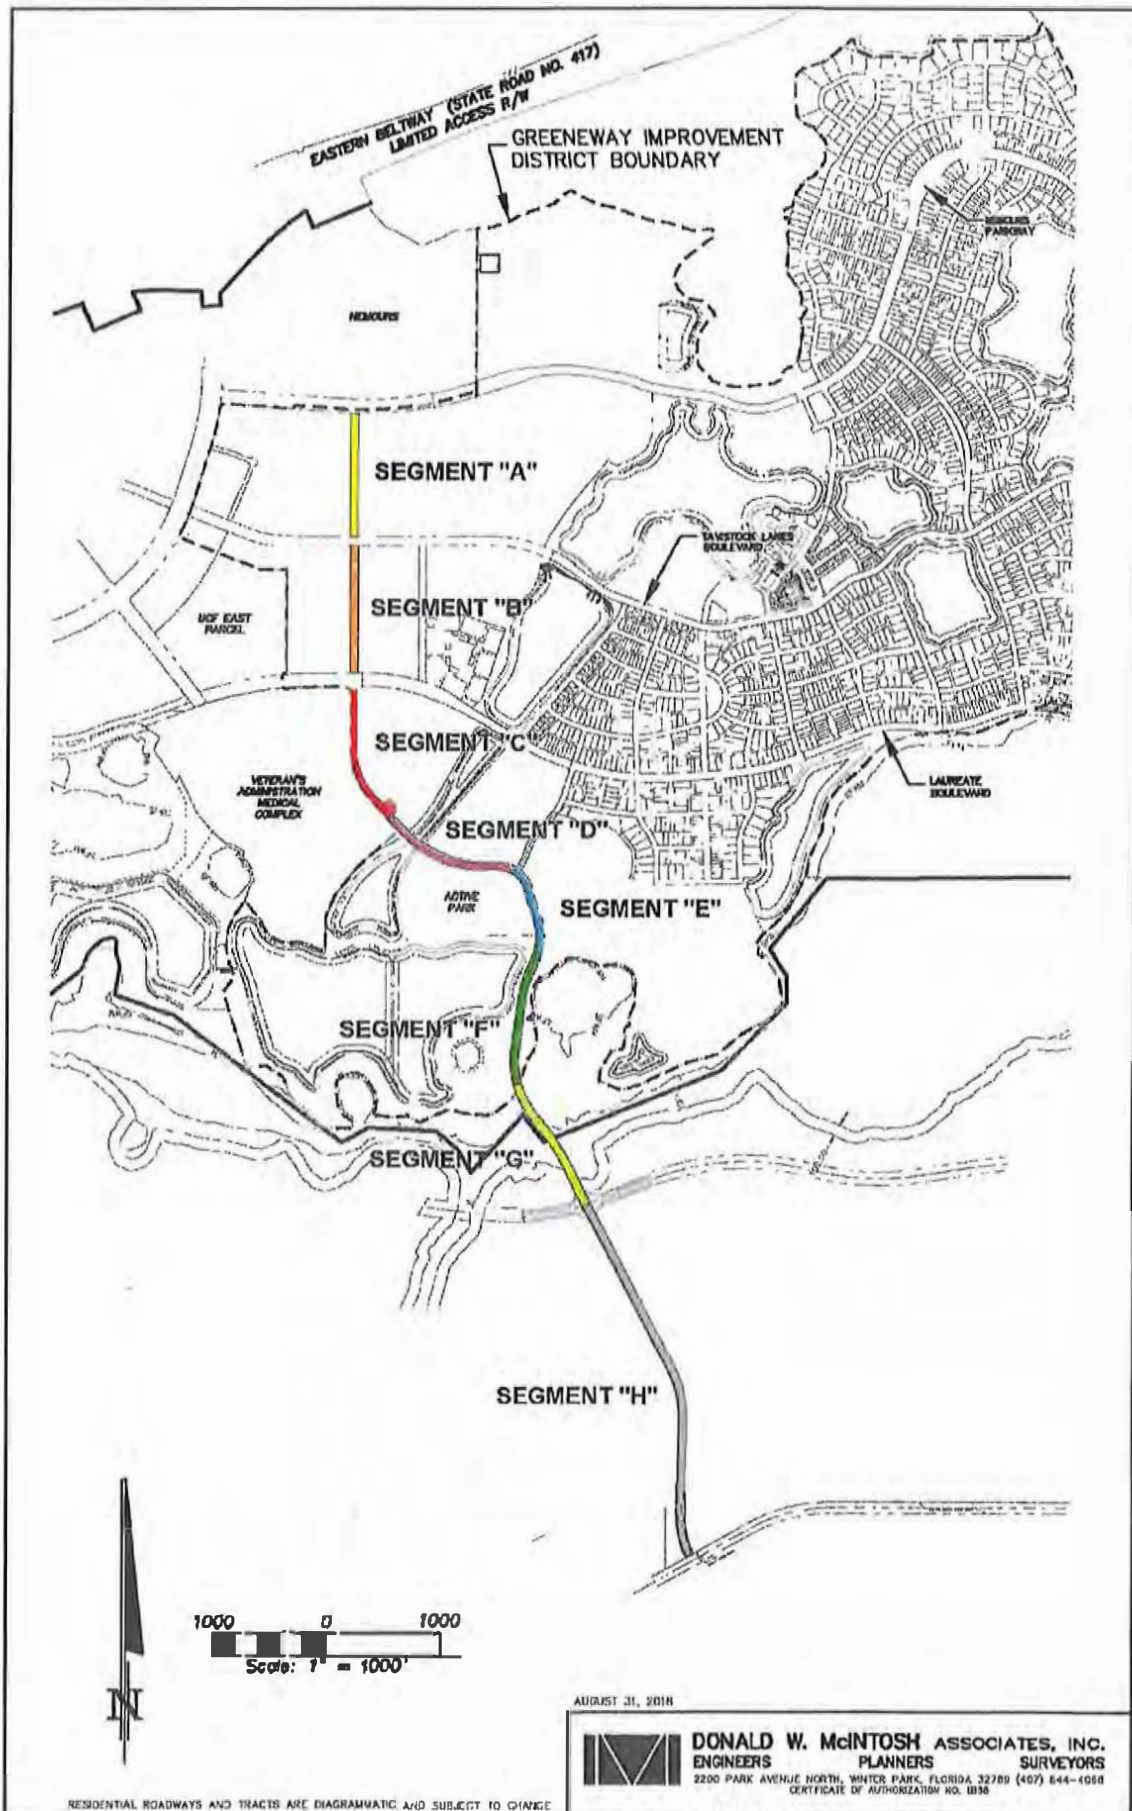 EASTERN BELTWAY (STATE ROAD NO. 417)
LIMITED ACCESS R/W
GREENEWAY IMPROVEMENT
DISTRICT BOUNDARY
NEMOURS
PARKWAY
NEMOURS
SEGMENT "A"
TAVISTOCK LAKES
BOULEVARD
SEGMENT "B"
UCF EAST
PARCEL
SEGMENT "C"
VETERAN'S
ADMINISTRATION
MEDICAL
COMPLEX
LAUREATE
BOULEVARD
SEGMENT "D"
ACTIVE
PARK
SEGMENT "E"
SEGMENT "F"
SEGMENT "G"
SEGMENT "H"
1000 0 1000
Scale: 1" = 1000'
N
AUGUST 31, 2018
DONALD W. McINTOSH ASSOCIATES, INC.
ENGINEERS PLANNERS SURVEYORS
2200 PARK AVENUE NORTH, WINTER PARK, FLORIDA 32789 (407) 644-4068
CERTIFICATE OF AUTHORIZATION NO.
RESIDENTIAL ROADWAYS AND TRACTS ARE DIAGRAMMATIC AND SUBJECT TO CHANGE